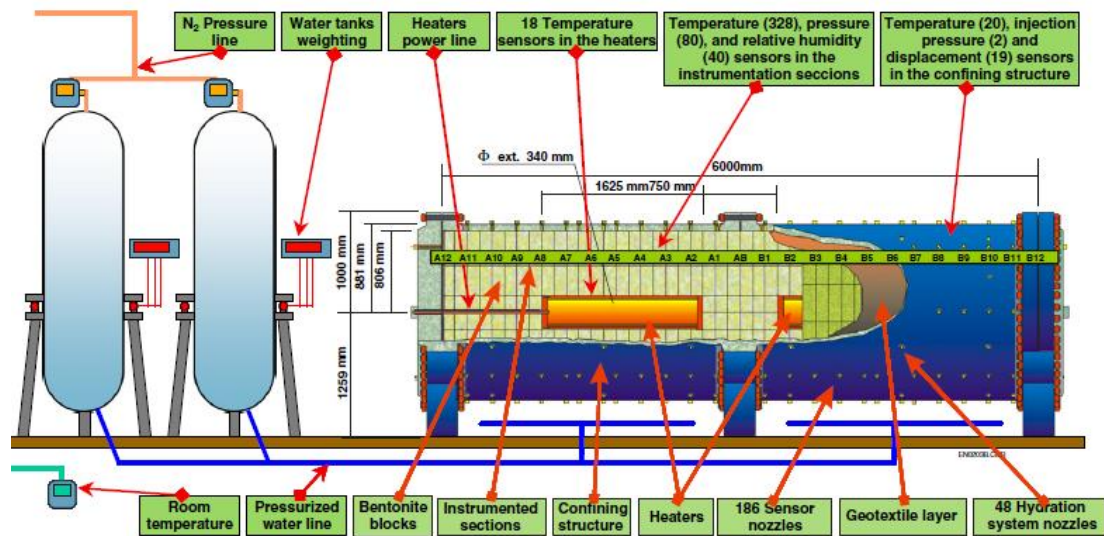 N2 Pressure
line
Water tanks
weighting
Heaters
power line
18 Temperature
sensors in the heaters
Temperature (328), pressure
(80), and relative humidity
(40) sensors in the
instrumentation seccions
Temperature (20), injection
pressure (2) and
displacement (19) sensors
in the confining structure
Φ ext. 340 mm
6000mm
1625 mm750 mm
1000 mm
881 mm
806 mm
1259 mm
A12 A11 A10 A9 A8 A7 A6 A5 A4 A3 A2 A1 AB B1 B2 B3 B4 B5 B6 B7 B8 B9 B10 B11 B12
Room
temperature
Pressurized
water line
Bentonite
blocks
Instrumented
sections
Confining
structure
Heaters
186 Sensor
nozzles
Geotextile layer
48 Hydration
system nozzles